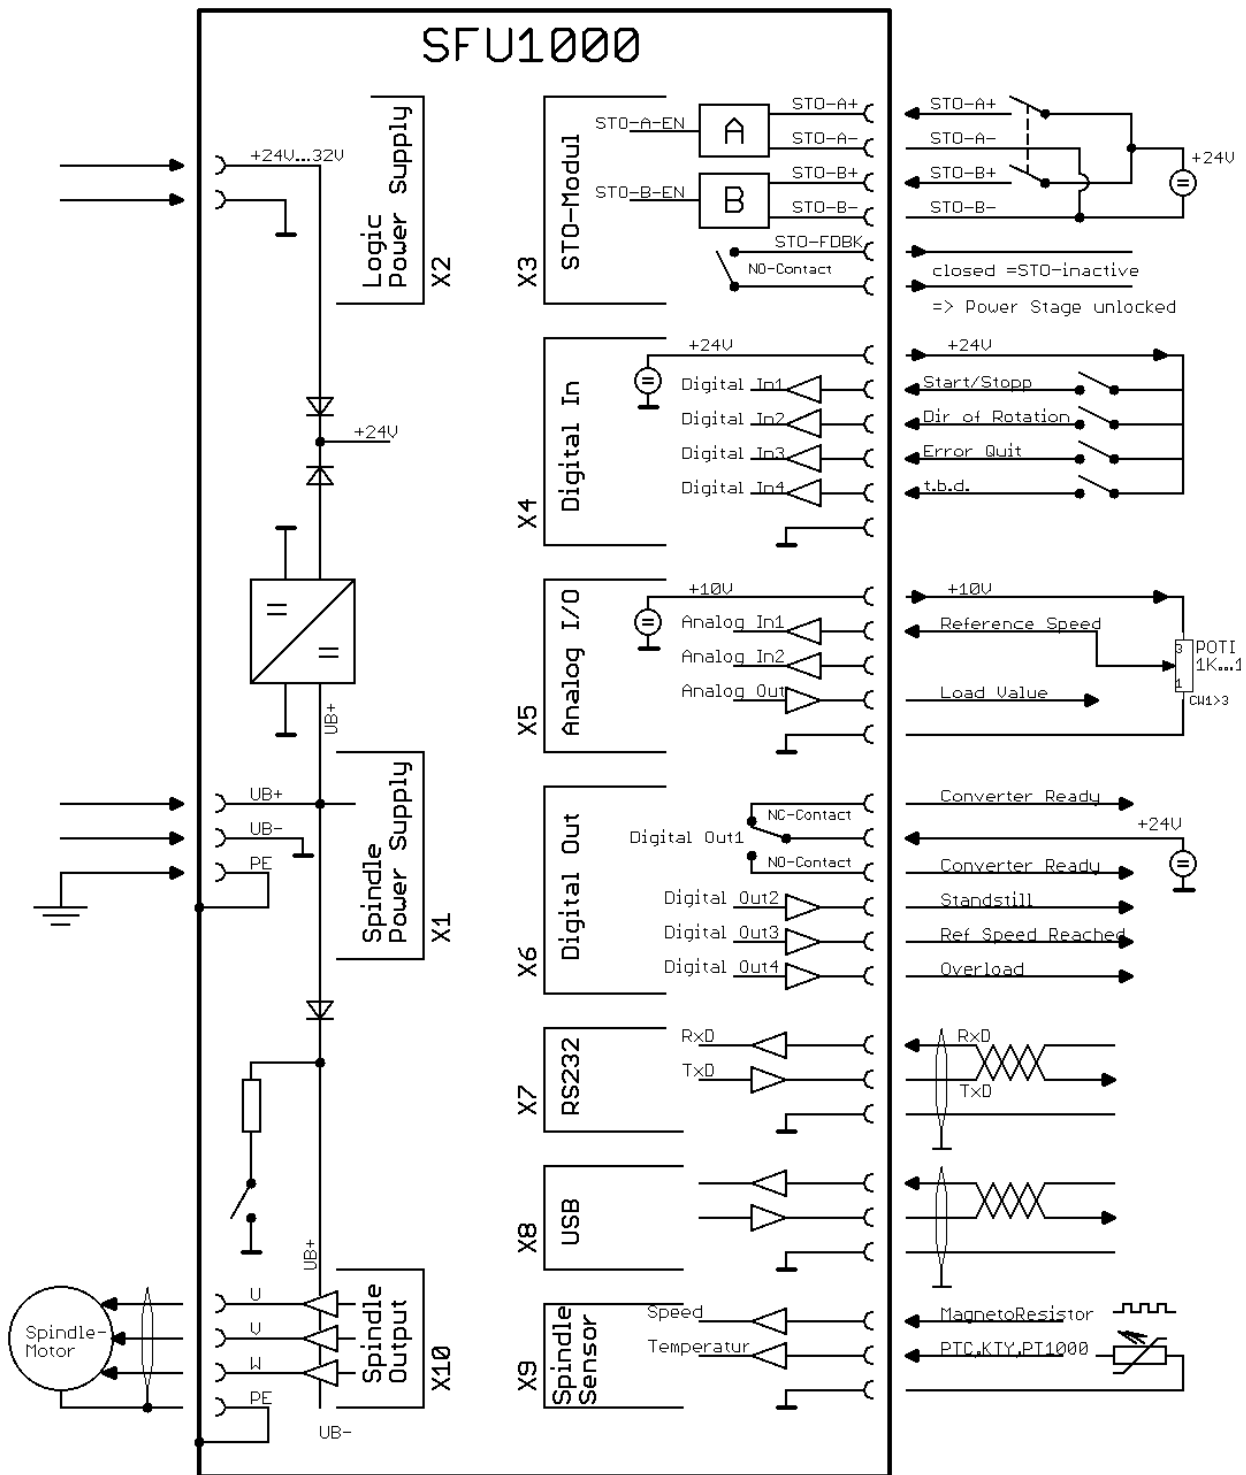 SFU1000
+24V...32V
Logic
Power Supply
X2
+24V
UB+
UB+
UB-
PE
Spindle
Power Supply
X1
UB+
U
V
W
PE
Spindle
Output
X10
UB-
Spindle-
Motor
X3
STO-Modul
STO-A-EN
A
STO-A+
STO-A-
STO-B-EN
B
STO-B+
STO-B-
STO-FDBK
NO-Contact
STO-A+
STO-A-
STO-B+
STO-B-
+24V
closed =STO-inactive
=> Power Stage unlocked
X4
Digital In
+24V
Digital In1
Digital In2
Digital In3
Digital In4
+24V
Start/Stopp
Dir of Rotation
Error Quit
t.b.d.
X5
Analog I/O
+10V
Analog In1
Analog In2
Analog Out
+10V
Reference Speed
Load Value
3
1
POTI
1K...1
CW1>3
X6
Digital Out
NC-Contact
Digital Out1
NO-Contact
Digital Out2
Digital Out3
Digital Out4
Converter Ready
+24V
Converter Ready
Standstill
Ref Speed Reached
Overload
X7
RS232
RxD
TxD
RxD
TxD
X8
USB
X9
Spindle
Sensor
Speed
Temperatur
MagnetoResistor
PTC,KTY,PT1000